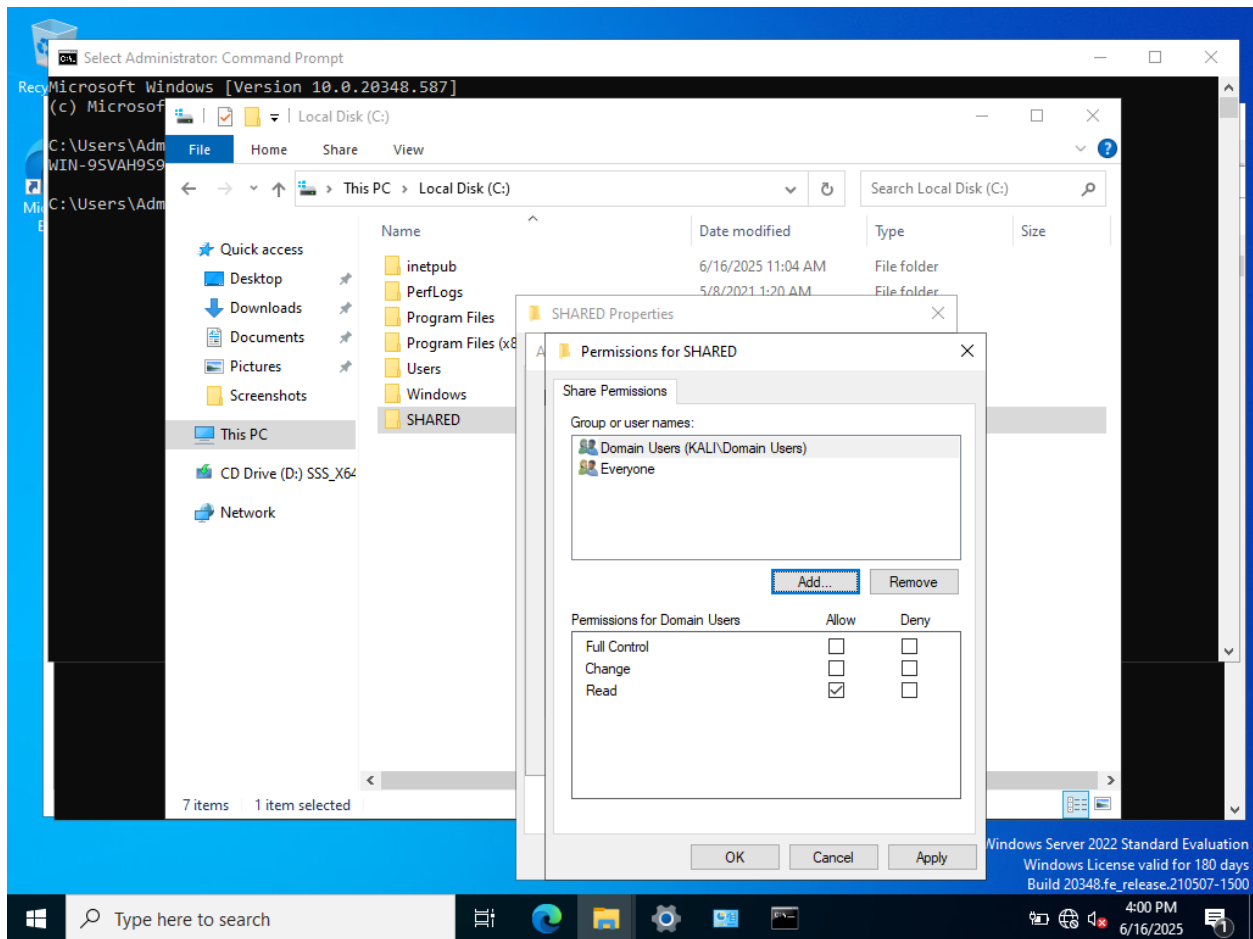 Recy
Mic
E
Select Administrator: Command Prompt
Microsoft Windows [Version 10.0.20348.587]
(c) Microsof
C:\Users\Adm
WIN-9SVAH9S9
C:\Users\Adm
Local Disk (C:)
File Home Share View
This PC > Local Disk (C:)
Search Local Disk (C:)
Quick access
Desktop
Downloads
Documents
Pictures
Screenshots
This PC
CD Drive (D:) SSS_X64
Network
Name Date modified Type Size
inetpub 6/16/2025 11:04 AM File folder
PerfLogs 5/8/2021 1:20 AM File folder
Program Files
Program Files (x8
Users
Windows
SHARED
7 items 1 item selected
SHARED Properties
A
Permissions for SHARED
Share Permissions
Group or user names:
Domain Users (KALI\Domain Users)
Everyone
Add... Remove
Permissions for Domain Users Allow Deny
Full Control
Change
Read
OK Cancel Apply
Windows Server 2022 Standard Evaluation
Windows License valid for 180 days
Build 20348.fe_release.210507-1500
Type here to search
4:00 PM
6/16/2025
1